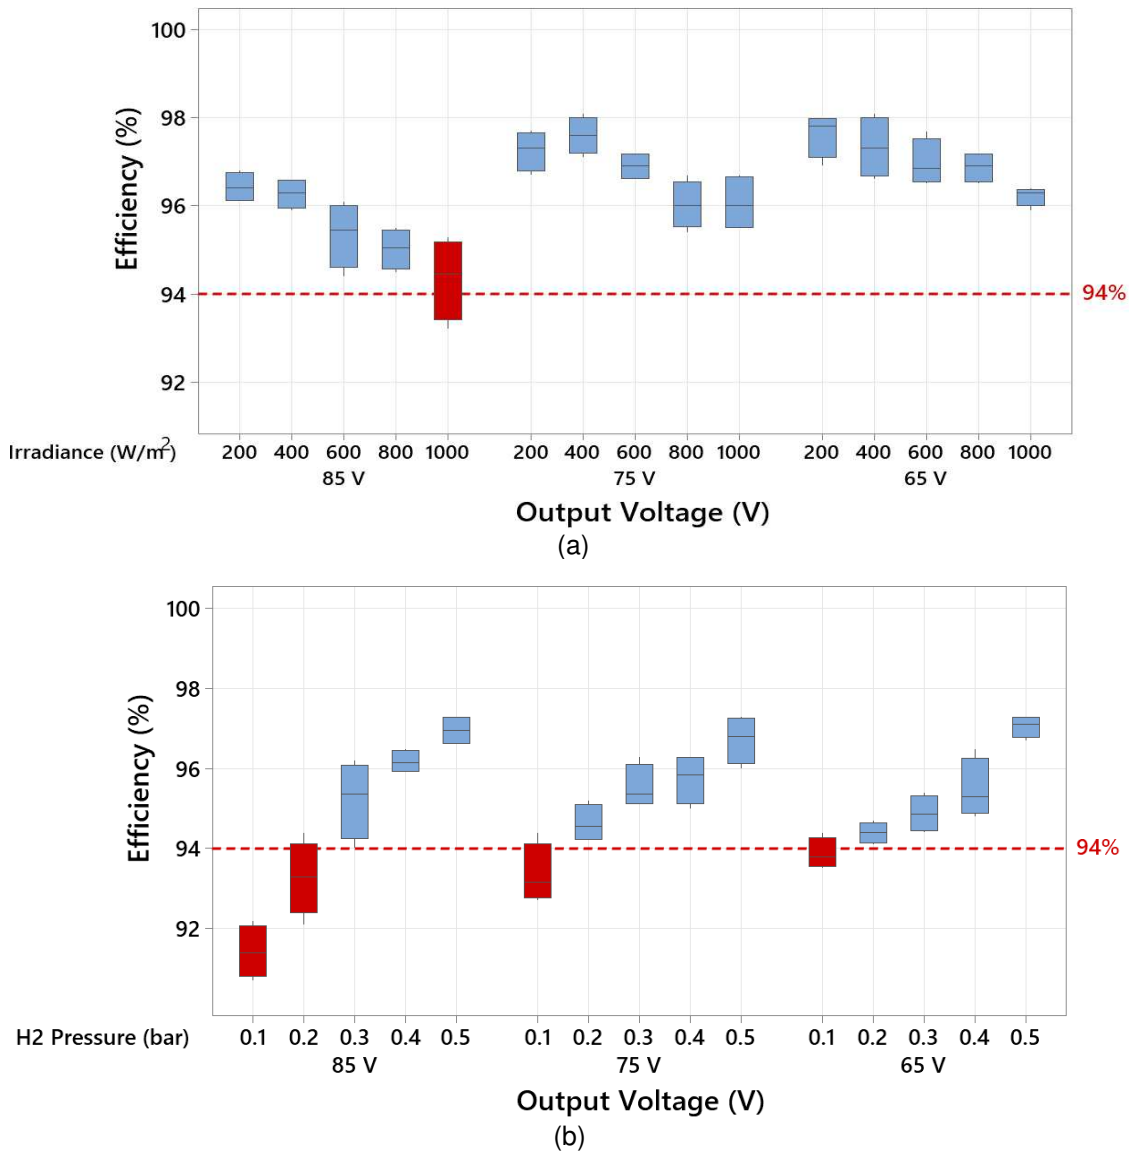 100
98
96
94
92
Efficiency (%)
94%
Irradiance (W/m2)
200 400 600 800 1000 200 400 600 800 1000 200 400 600 800 1000
85 V 75 V 65 V
Output Voltage (V)
(a)
100
98
96
94
92
Efficiency (%)
94%
H2 Pressure (bar) 0.1 0.2 0.3 0.4 0.5 0.1 0.2 0.3 0.4 0.5 0.1 0.2 0.3 0.4 0.5
85 V 75 V 65 V
Output Voltage (V)
(b)